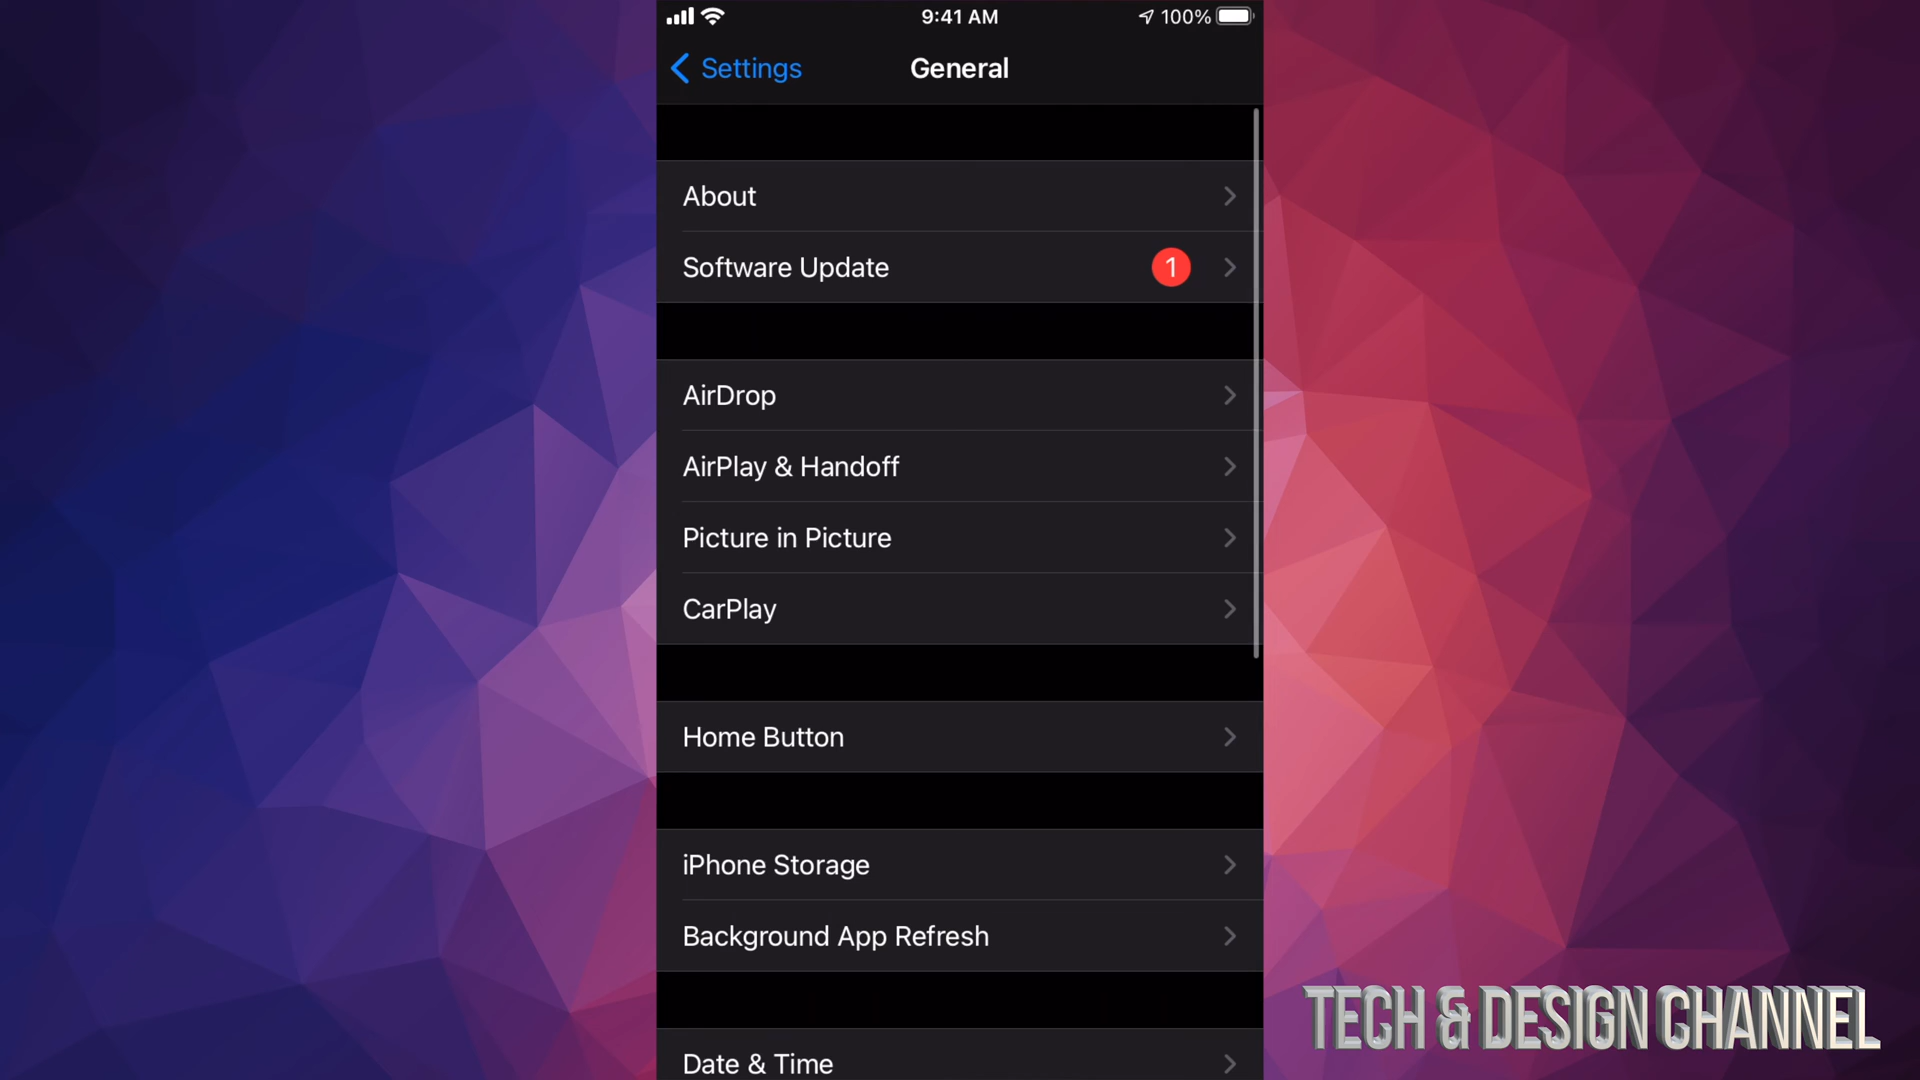 9:41 AM
100%
Settings
General
About
Software Update
1
AirDrop
AirPlay & Handoff
Picture in Picture
CarPlay
Home Button
iPhone Storage
Background App Refresh
Date & Time
TECH & DESIGN CHANNEL